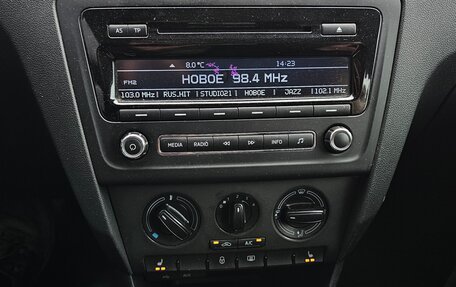 AS TP
8.0°C 14:23
FM2 НОВОЕ 98.4 MHz
103.0 MHz RUS.HIT STUDIO21 НОВОЕ JAZZ 102.1 MHz
MEDIA RADIO INFO
A/C